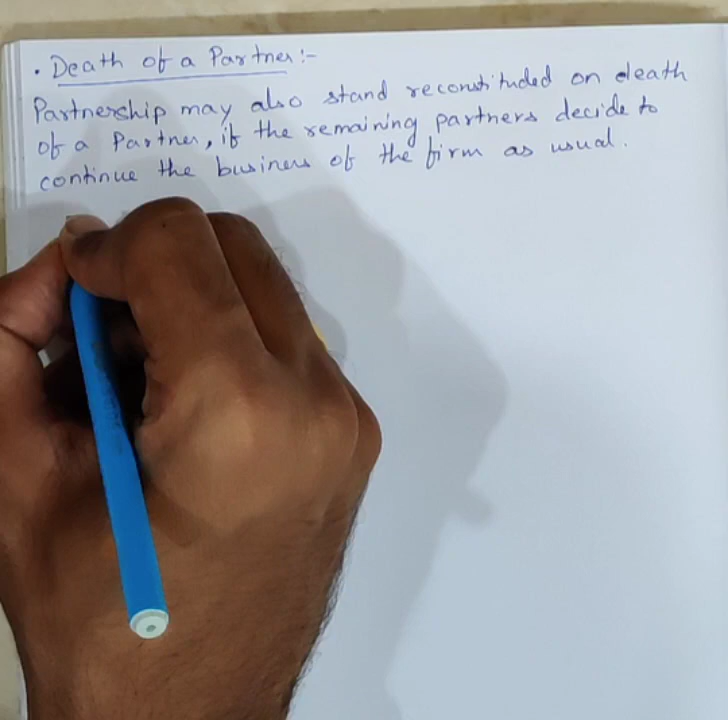 • Death of a Partner :-
Partnership may also stand reconstituded on death
of a Partner, if the remaining partners decide to
continue the business of the firm as usual.